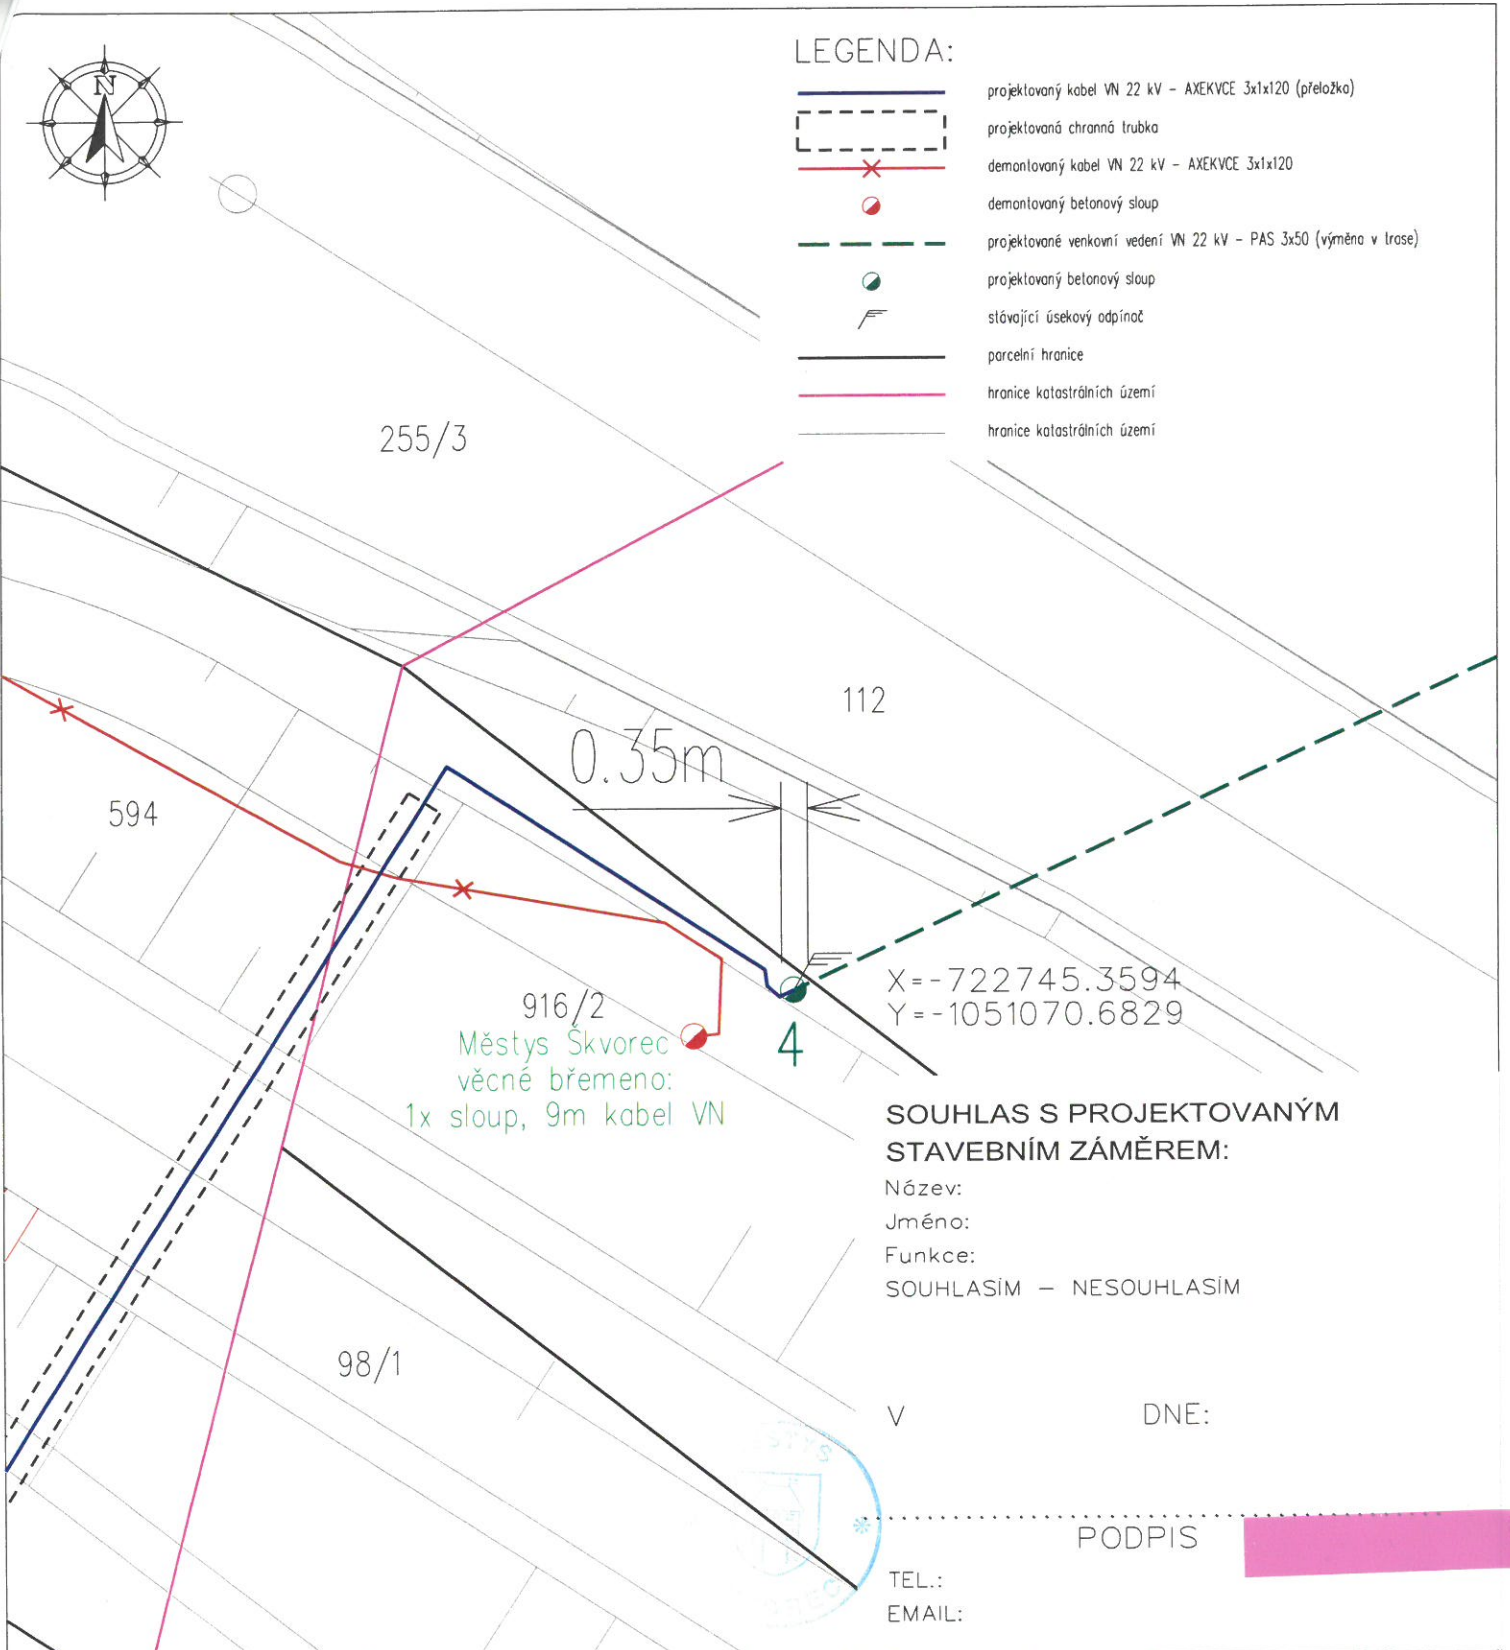 N
LEGENDA:
projektovaný kabel VN 22 kV - AXEKVCE 3x1x120 (přeložka)
projektovaná chranná trubka
demontovaný kabel VN 22 kV - AXEKVCE 3x1x120
demontovaný betonový sloup
projektované venkovní vedení VN 22 kV - PAS 3x50 (výměna v trase)
projektovaný betonový sloup
stávající úsekový odpínač
parcelní hranice
hranice katastrálních území
hranice katastrálních území
255/3
112
0.35m
594
916/2
Městys Škvorec
věcné břemeno:
1x sloup, 9m kabel VN
4
X=-722745.3594
Y=-1051070.6829
98/1
SOUHLAS S PROJEKTOVANÝM
STAVEBNÍM ZÁMĚREM:
Název:
Jméno:
Funkce:
SOUHLASÍM – NESOUHLASÍM
V DNE:
PODPIS
TEL.:
EMAIL: